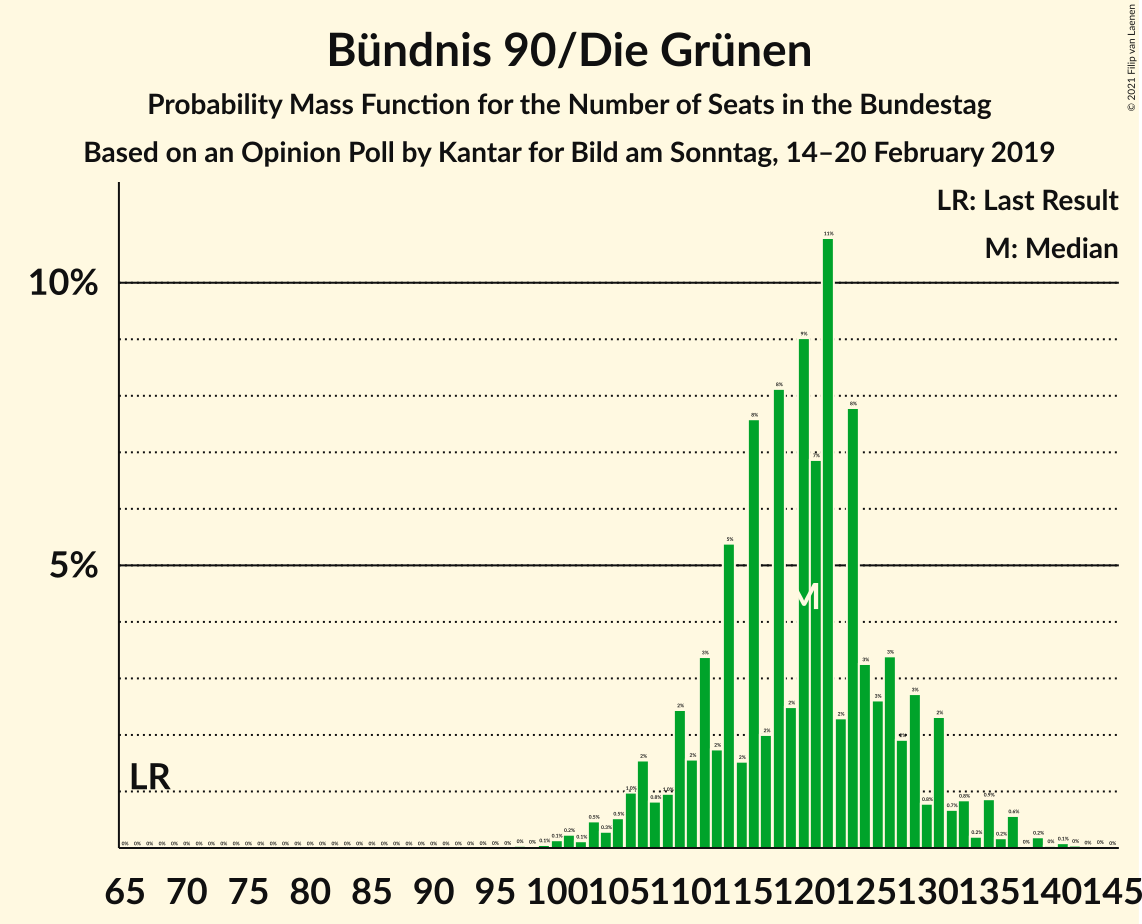 Bündnis 90/Die Grünen
Probability Mass Function for the Number of Seats in the Bundestag
Based on an Opinion Poll by Kantar for Bild am Sonntag, 14–20 February 2019
© 2021 Filip van Laenen
LR: Last Result
M: Median
10%
5%
LR
M
65 70 75 80 85 90 95 100 105 110 115 120 125 130 135 140 145